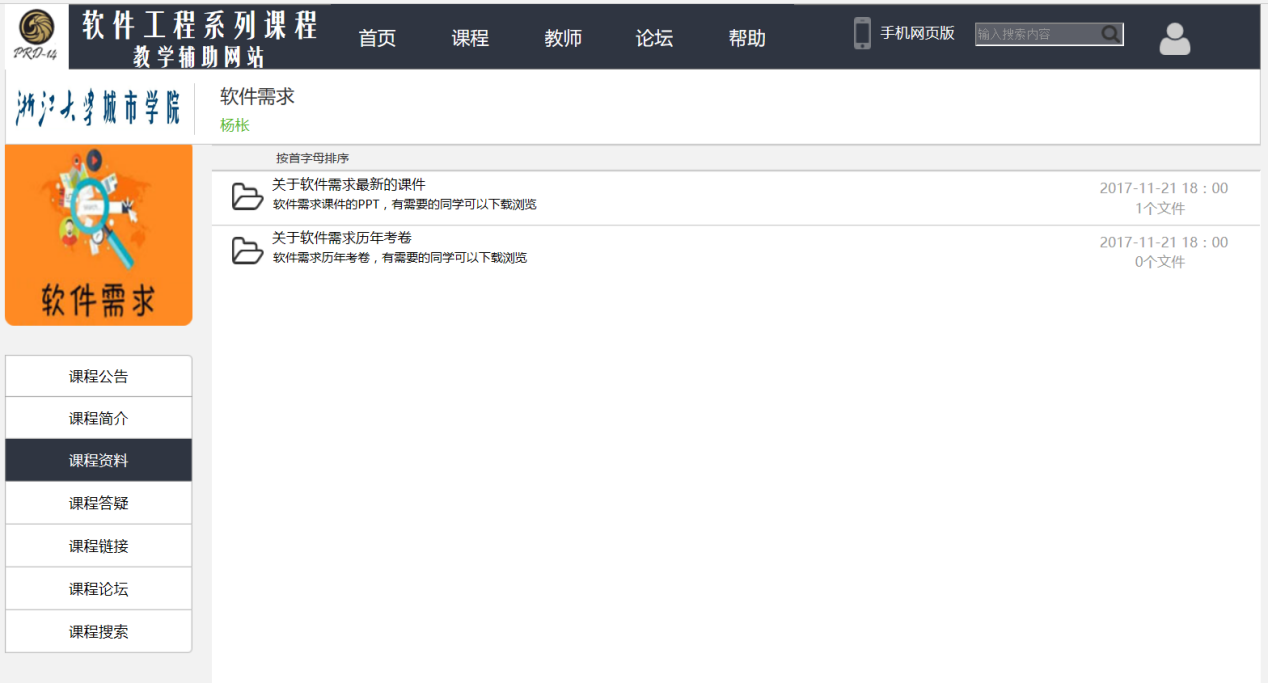 PRD-14
软件工程系列课程
教学辅助网站
首页
课程
教师
论坛
帮助
手机网页版
输入搜索内容
浙江大学城市学院
软件需求
杨枨
软件需求
按首字母排序
关于软件需求最新的课件
软件需求课件的PPT，有需要的同学可以下载浏览
2017-11-21 18：00
1个文件
关于软件需求历年考卷
软件需求历年考卷，有需要的同学可以下载浏览
2017-11-21 18：00
0个文件
课程公告
课程简介
课程资料
课程答疑
课程链接
课程论坛
课程搜索